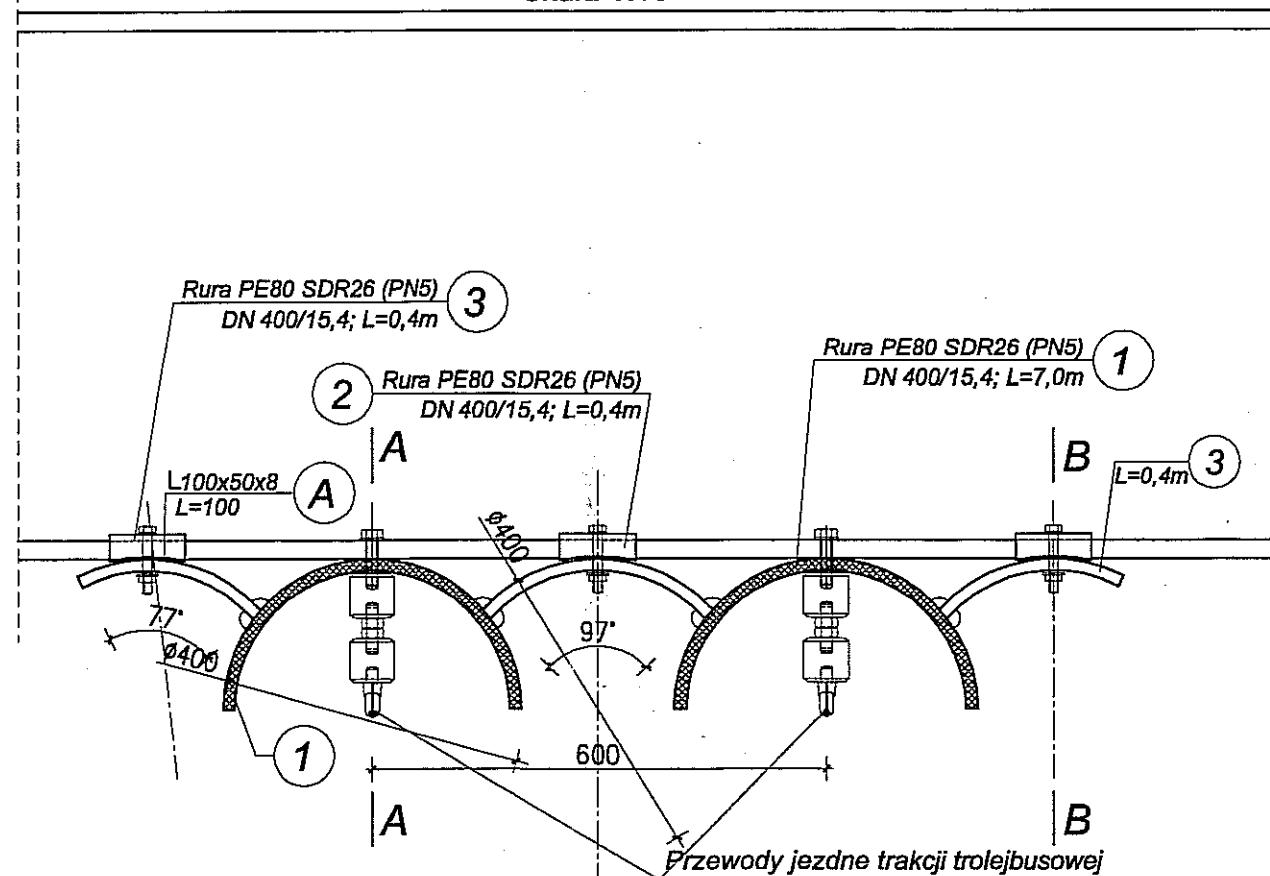 Rura PE80 SDR26 (PN5)
DN 400/15,4; L=0,4m
3
Rura PE80 SDR26 (PN5)
DN 400/15,4; L=7,0m
1
2
Rura PE80 SDR26 (PN5)
DN 400/15,4; L=0,4m
A
B
L100x50x8
L=100
A
L=0,4m
3
ø400
77°
ø400
97°
1
600
A
B
Przewody jezdne trakcji trolejbusowej